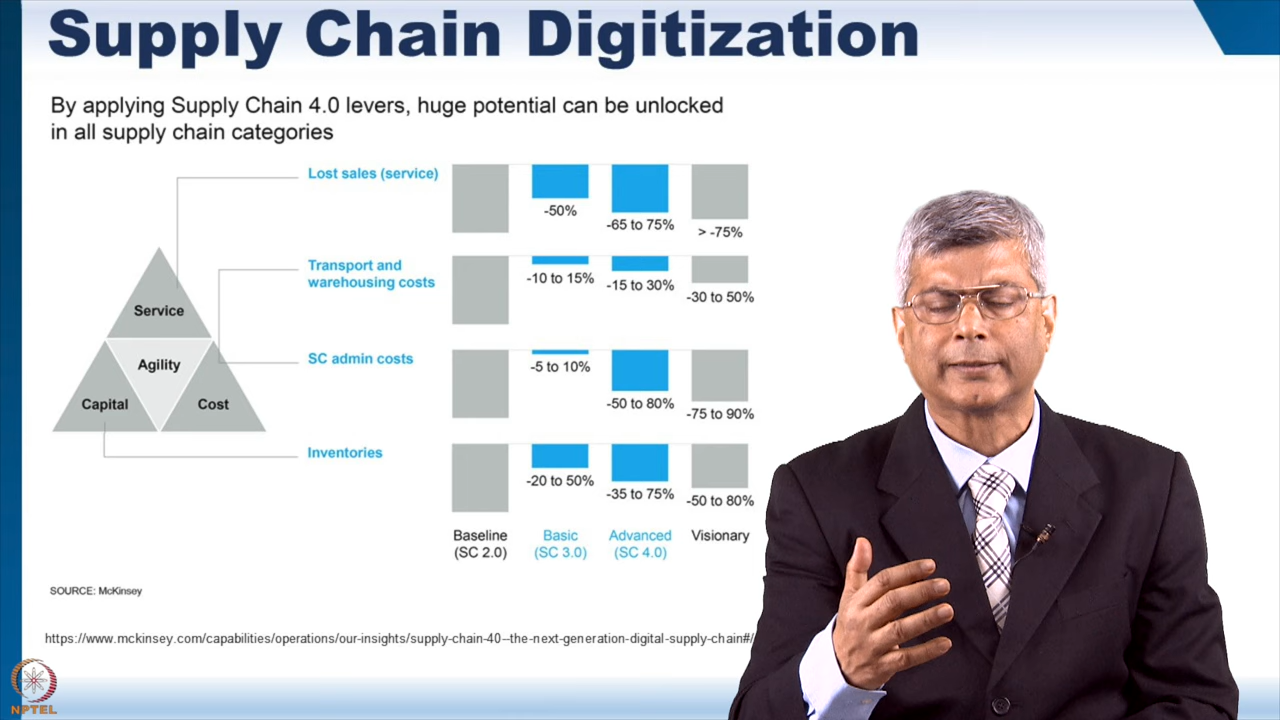 Supply Chain Digitization
By applying Supply Chain 4.0 levers, huge potential can be unlocked
in all supply chain categories
Service
Agility
Capital
Cost
Lost sales (service)
-50%
-65 to 75%
> -75%
Transport and
warehousing costs
-10 to 15%
-15 to 30%
-30 to 50%
SC admin costs
-5 to 10%
-50 to 80%
-75 to 90%
Inventories
-20 to 50%
-35 to 75%
-50 to 80%
Baseline
(SC 2.0)
Basic
(SC 3.0)
Advanced
(SC 4.0)
Visionary
SOURCE: McKinsey
https://www.mckinsey.com/capabilities/operations/our-insights/supply-chain-40--the-next-generation-digital-supply-chain#/
NPTEL